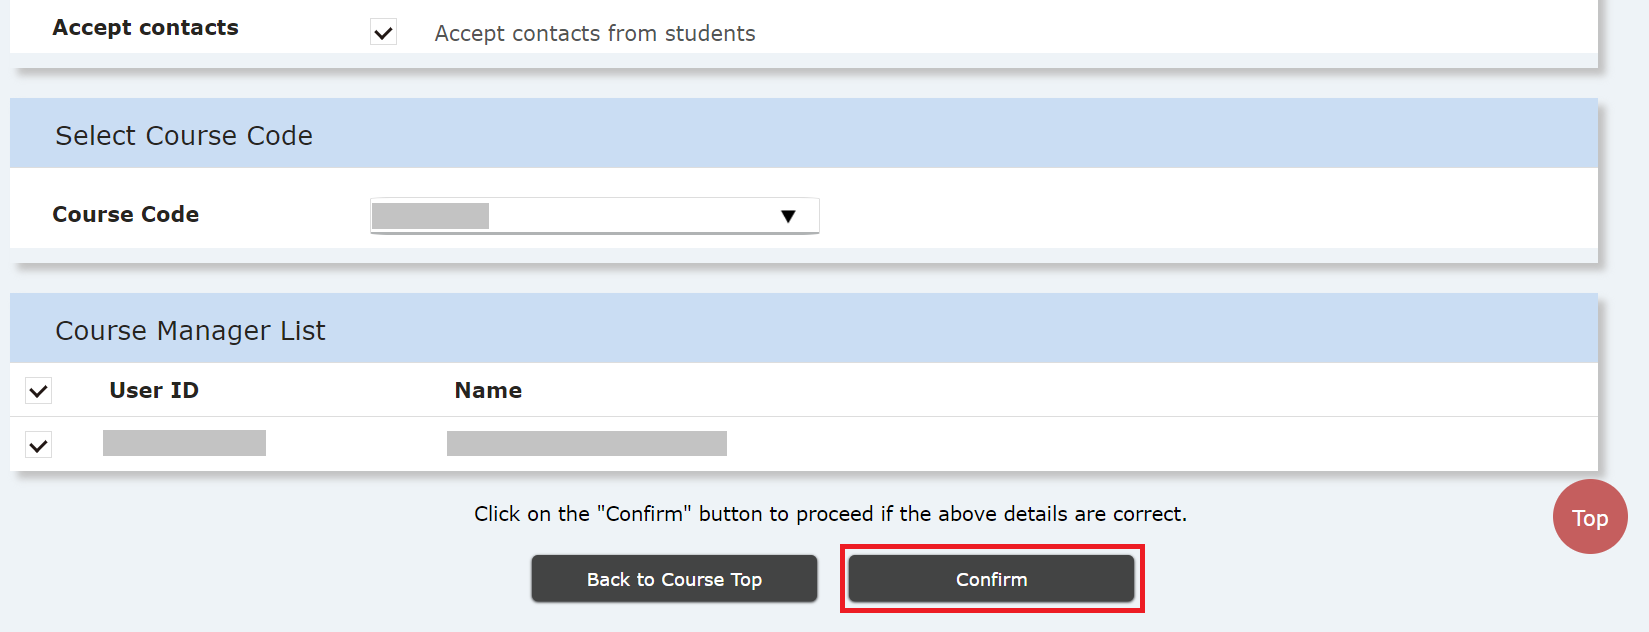 Accept contacts
Accept contacts from students
Select Course Code
Course Code
Course Manager List
User ID Name
Click on the "Confirm" button to proceed if the above details are correct.
Top
Back to Course Top Confirm